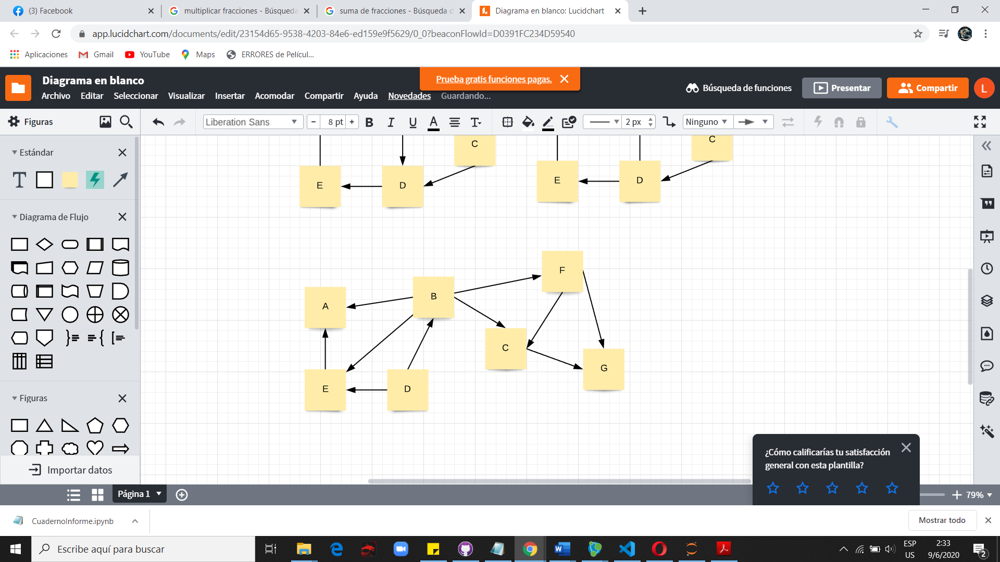 (3) Facebook
multiplicar fracciones - Búsqueda
suma de fracciones - Búsqueda d
Diagrama en blanco: Lucidchart
app.lucidchart.com/documents/edit/23154d65-9538-4203-84e6-ed159e9f5629/0_0?beaconFlowId=D0391FC234D59540
Aplicaciones
Gmail
YouTube
Maps
ERRORES de Películ...
Diagrama en blanco
Prueba gratis funciones pagas.
Archivo
Editar
Seleccionar
Visualizar
Insertar
Acomodar
Compartir
Ayuda
Novedades
Guardando...
Búsqueda de funciones
Presentar
Compartir
L
Figuras
Liberation Sans
8 pt
B
I
U
A
T
2 px
Ninguno
Estándar
T
Diagrama de Flujo
Figuras
Importar datos
C
C
E
D
E
D
F
B
A
C
G
E
D
¿Cómo calificarías tu satisfacción
general con esta plantilla?
Página 1
79%
CuadernoInforme.ipynb
Mostrar todo
Escribe aquí para buscar
ESP
US
2:33
9/6/2020
2